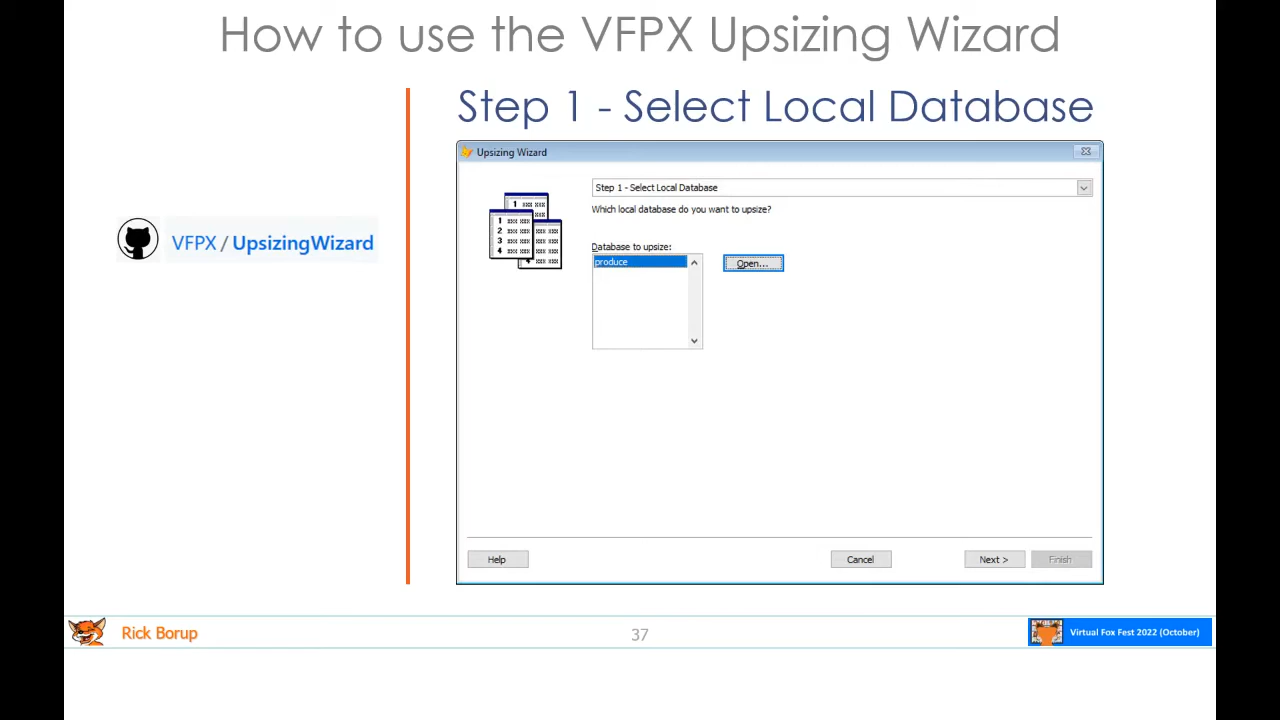 How to use the VFPX Upsizing Wizard
Step 1 - Select Local Database
VFPX / UpsizingWizard
Upsizing Wizard
Step 1 - Select Local Database
Which local database do you want to upsize?
Database to upsize:
produce
Open...
Help
Cancel
Next >
Finish
Rick Borup
37
Virtual Fox Fest 2022 (October)